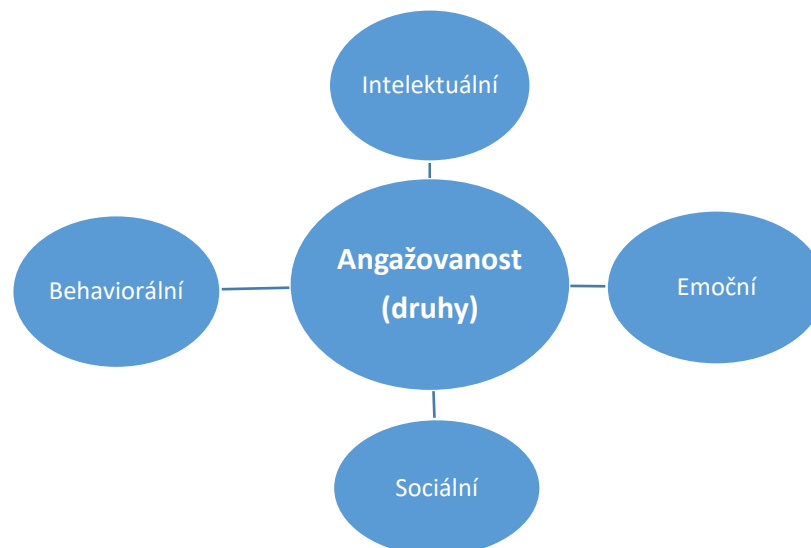 Intelektuální
Angažovanost
(druhy)
Behaviorální
Emoční
Sociální